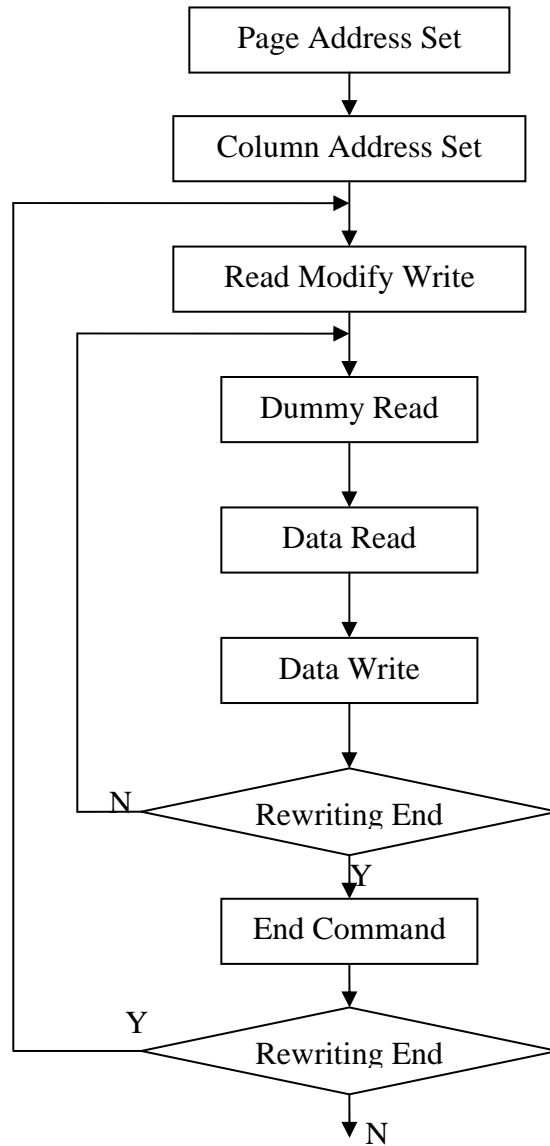 Page Address Set
Column Address Set
Read Modify Write
Dummy Read
Data Read
Data Write
N
Rewriting End
Y
End Command
Y
Rewriting End
N